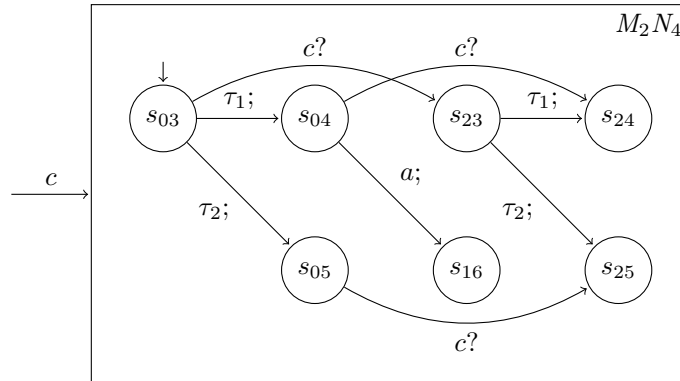 M₂N₄
c? c?
s₀₃ τ₁; s₀₄ s₂₃ τ₁; s₂₄
c a;
τ₂; τ₂;
s₀₅ s₁₆ s₂₅
c?